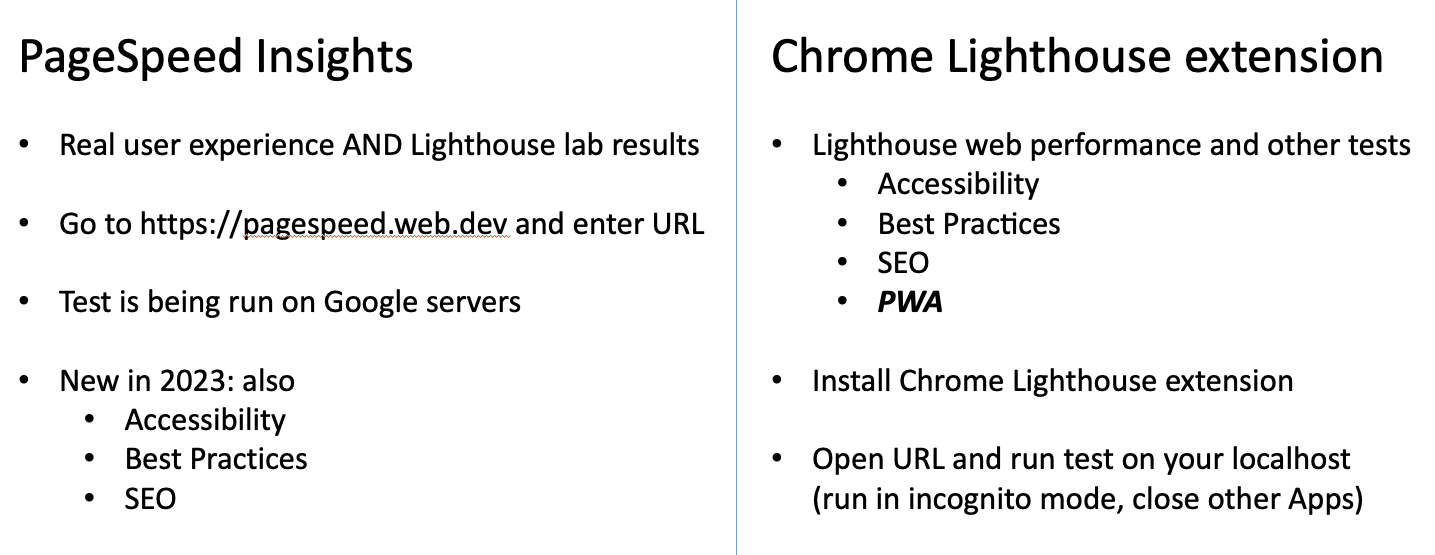 PageSpeed Insights
• Real user experience AND Lighthouse lab results
• Go to https://pagespeed.web.dev and enter URL
• Test is being run on Google servers
• New in 2023: also
• Accessibility
• Best Practices
• SEO
Chrome Lighthouse extension
• Lighthouse web performance and other tests
• Accessibility
• Best Practices
• SEO
• PWA
• Install Chrome Lighthouse extension
• Open URL and run test on your localhost
(run in incognito mode, close other Apps)